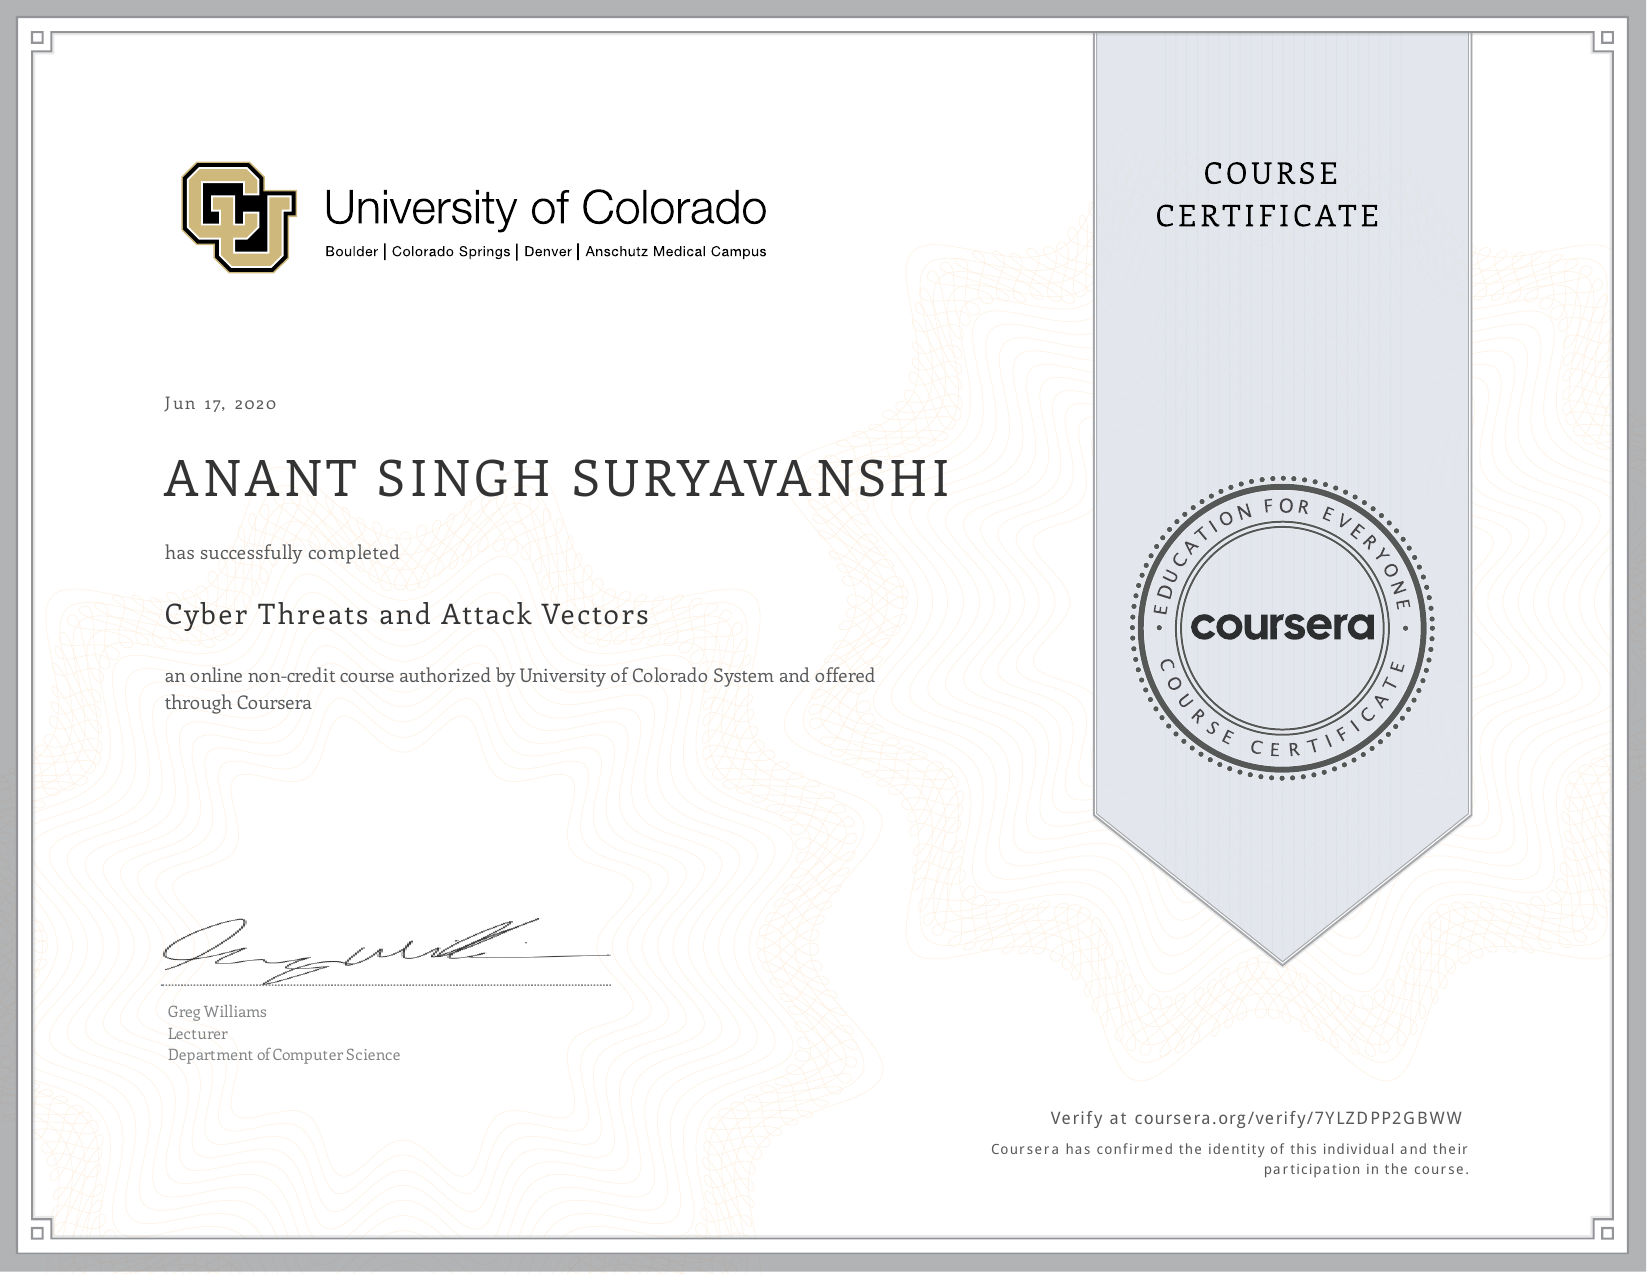 CU
University of Colorado
Boulder | Colorado Springs | Denver | Anschutz Medical Campus
COURSE
CERTIFICATE
Jun 17, 2020
ANANT SINGH SURYAVANSHI
has successfully completed
Cyber Threats and Attack Vectors
an online non-credit course authorized by University of Colorado System and offered
through Coursera
EDUCATION FOR EVERYONE
coursera
COURSE CERTIFICATE
Greg Williams
Lecturer
Department of Computer Science
Verify at coursera.org/verify/7YLZDPP2GBWW
Coursera has confirmed the identity of this individual and their
participation in the course.